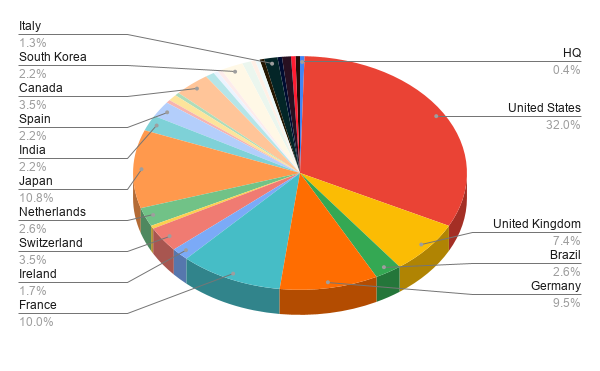 Italy
1.3%
South Korea
2.2%
Canada
3.5%
Spain
2.2%
India
2.2%
Japan
10.8%
Netherlands
2.6%
Switzerland
3.5%
Ireland
1.7%
France
10.0%
HQ
0.4%
United States
32.0%
United Kingdom
7.4%
Brazil
2.6%
Germany
9.5%